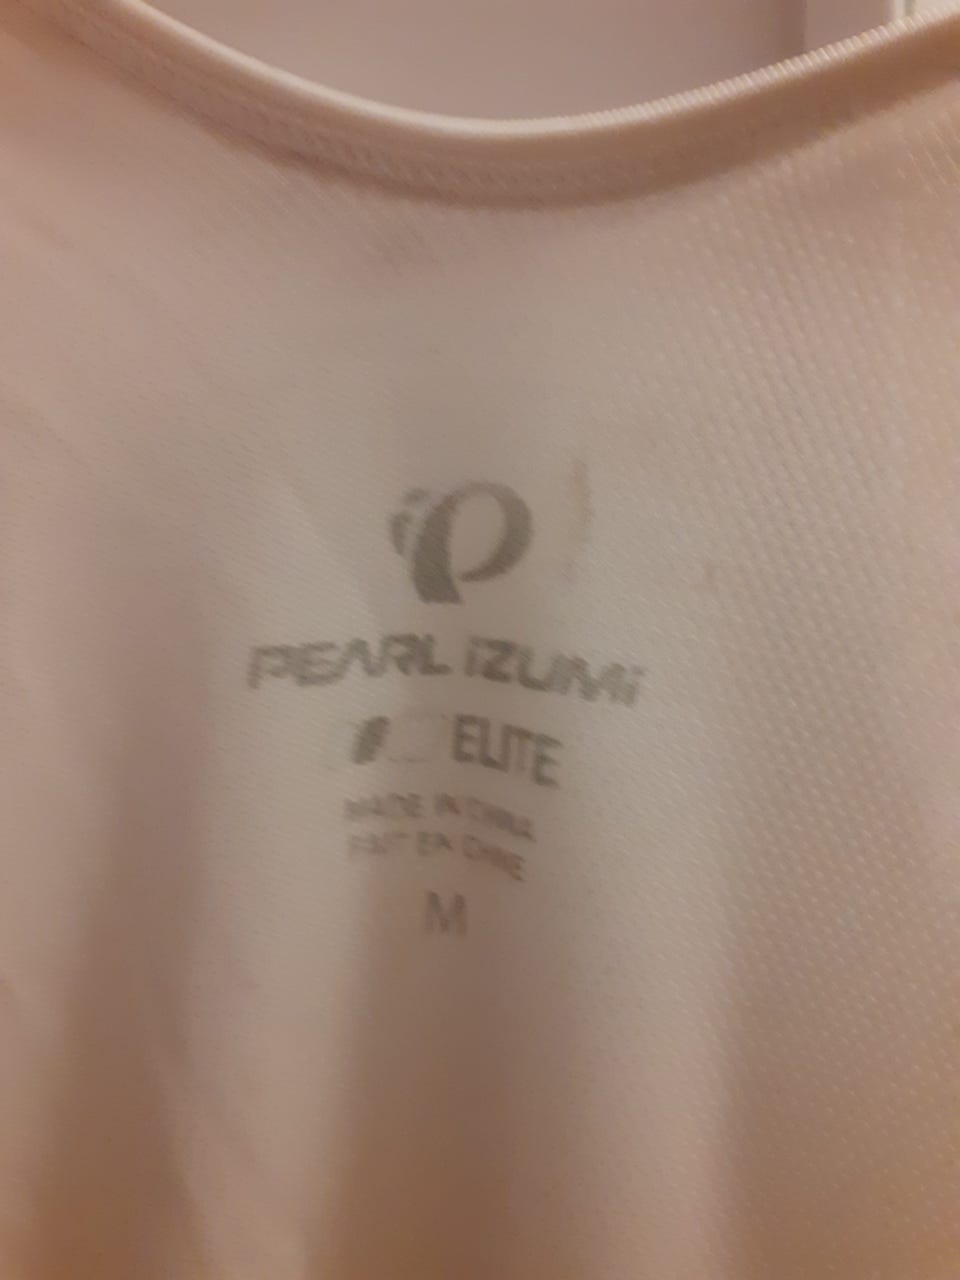 PEARL iZUMi
ELITE
MADE IN CHINA
FAIT EN CHINE
M